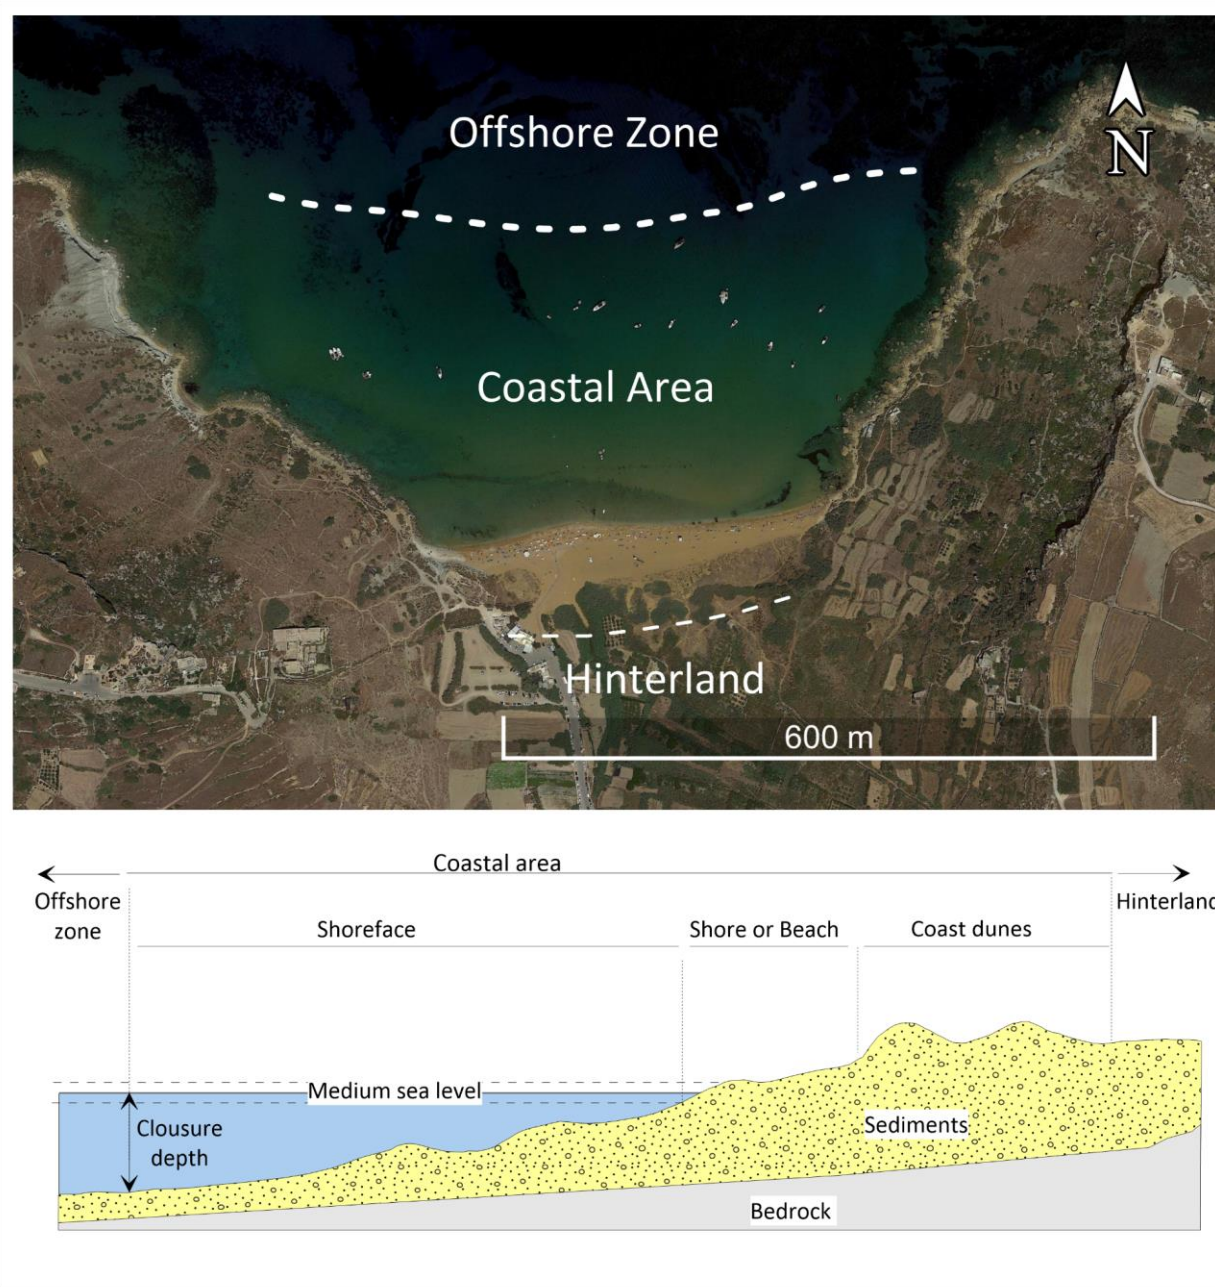 Offshore Zone
N
Coastal Area
Hinterland
600 m
Coastal area
Offshore
zone
Hinterland
Shoreface
Shore or Beach
Coast dunes
Medium sea level
Clousure
depth
Sediments
Bedrock